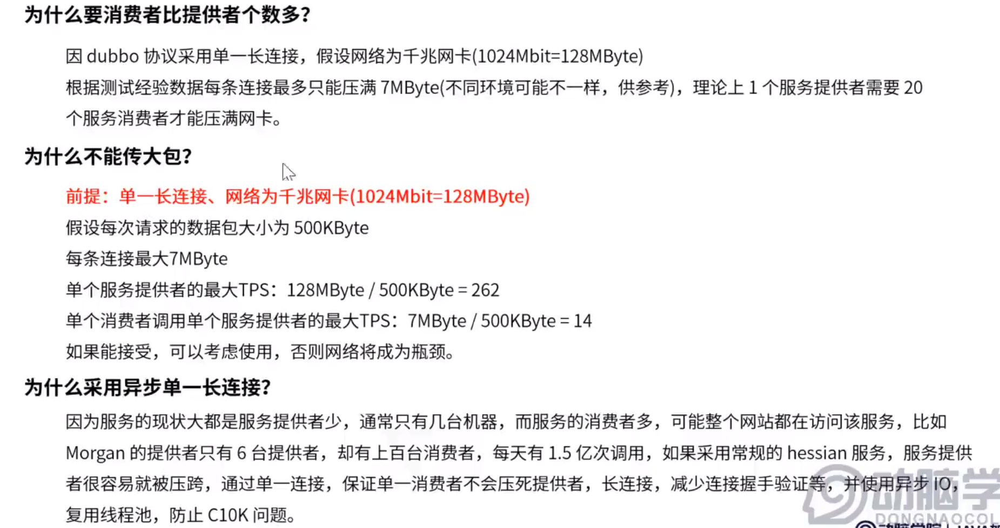 为什么要消费者比提供者个数多？
因 dubbo 协议采用单一长连接，假设网络为千兆网卡(1024Mbit=128MByte)
根据测试经验数据每条连接最多只能压满 7MByte(不同环境可能不一样，供参考)，理论上 1 个服务提供者需要 20
个服务消费者才能压满网卡。
为什么不能传大包？
前提：单一长连接、网络为千兆网卡(1024Mbit=128MByte)
假设每次请求的数据包大小为 500KByte
每条连接最大7MByte
单个服务提供者的最大TPS：128MByte / 500KByte = 262
单个消费者调用单个服务提供者的最大TPS：7MByte / 500KByte = 14
如果能接受，可以考虑使用，否则网络将成为瓶颈。
为什么采用异步单一长连接？
因为服务的现状大都是服务提供者少，通常只有几台机器，而服务的消费者多，可能整个网站都在访问该服务，比如
Morgan 的提供者只有 6 台提供者，却有上百台消费者，每天有 1.5 亿次调用，如果采用常规的 hessian 服务，服务提供
者很容易就被压跨，通过单一连接，保证单一消费者不会压死提供者，长连接，减少连接握手验证等，并使用异步 IO，
复用线程池，防止 C10K 问题。
动脑学
DONGNAOCOL
动脑学院 | JAVA